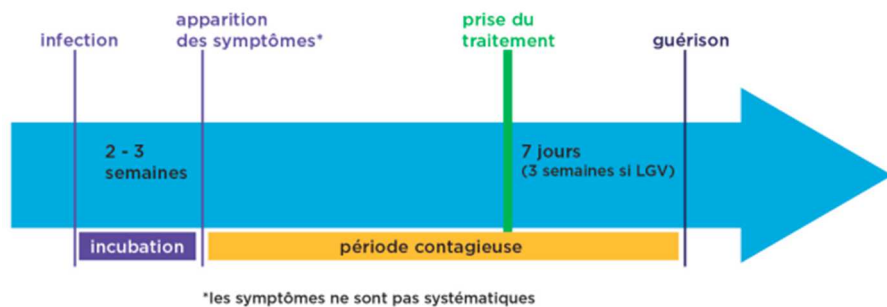 infection
apparition
des symptômes*
prise du
traitement
guérison
2 - 3
semaines
7 jours
(3 semaines si LGV)
incubation
période contagieuse
*les symptômes ne sont pas systématiques